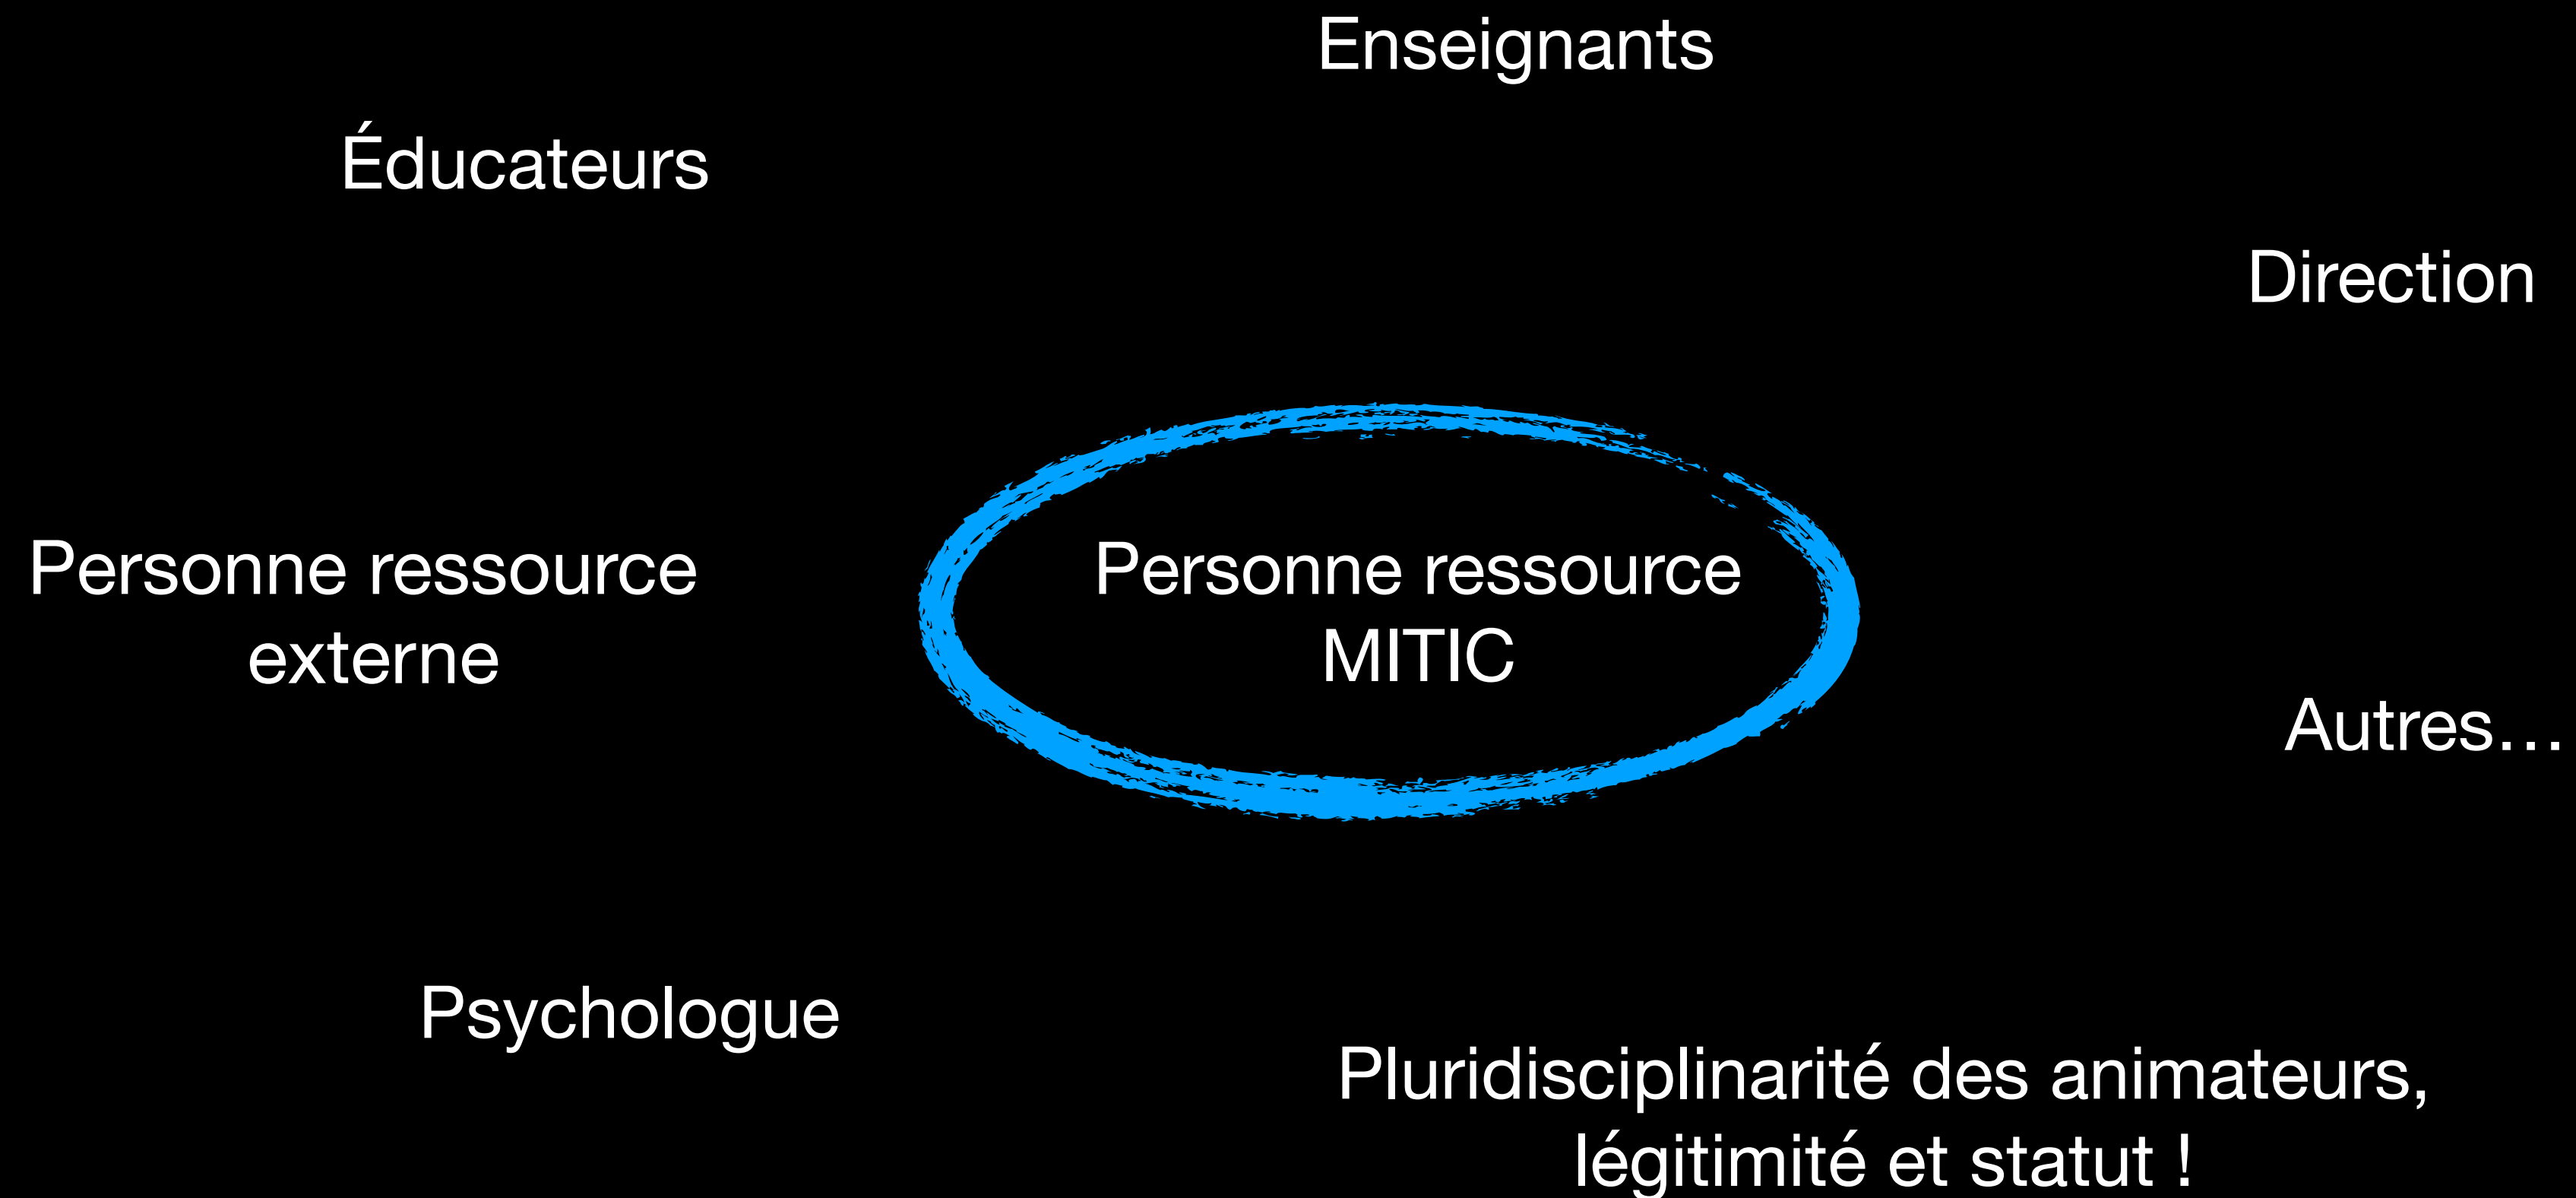 Enseignants
Éducateurs
Direction
Personne ressource
externe
Personne ressource
MITIC
Autres…
Psychologue
Pluridisciplinarité des animateurs,
légitimité et statut !